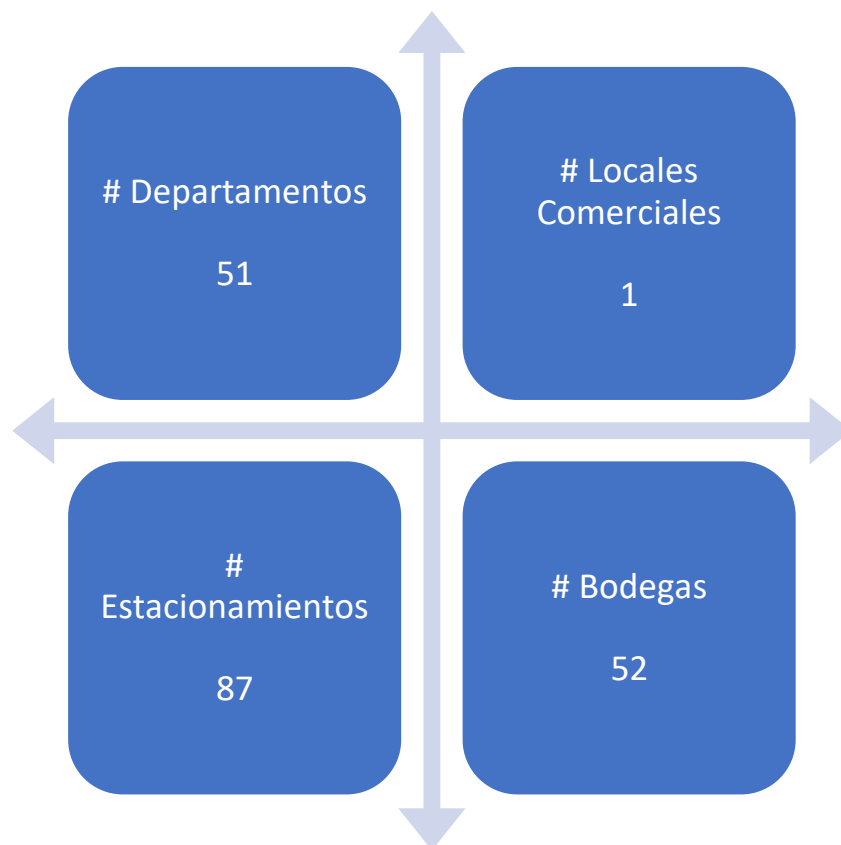 # Departamentos
51
# Locales
Comerciales
1
#
Estacionamientos
87
# Bodegas
52